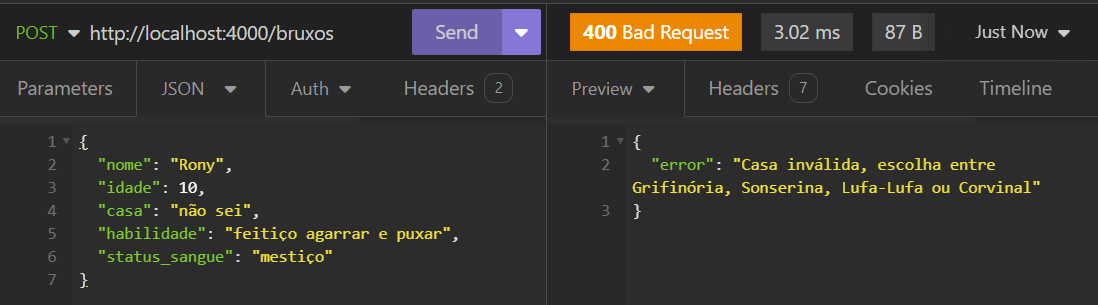 POST http://localhost:4000/bruxos Send 400 Bad Request 3.02 ms 87 B Just Now
Parameters JSON Auth Headers 2 Preview Headers 7 Cookies Timeline
1 {
2 "nome": "Rony",
3 "idade": 10,
4 "casa": "não sei",
5 "habilidade": "feitiço agarrar e puxar",
6 "status_sangue": "mestiço"
7 }
1 {
2 "error": "Casa inválida, escolha entre
Grifinória, Sonserina, Lufa-Lufa ou Corvinal"
3 }